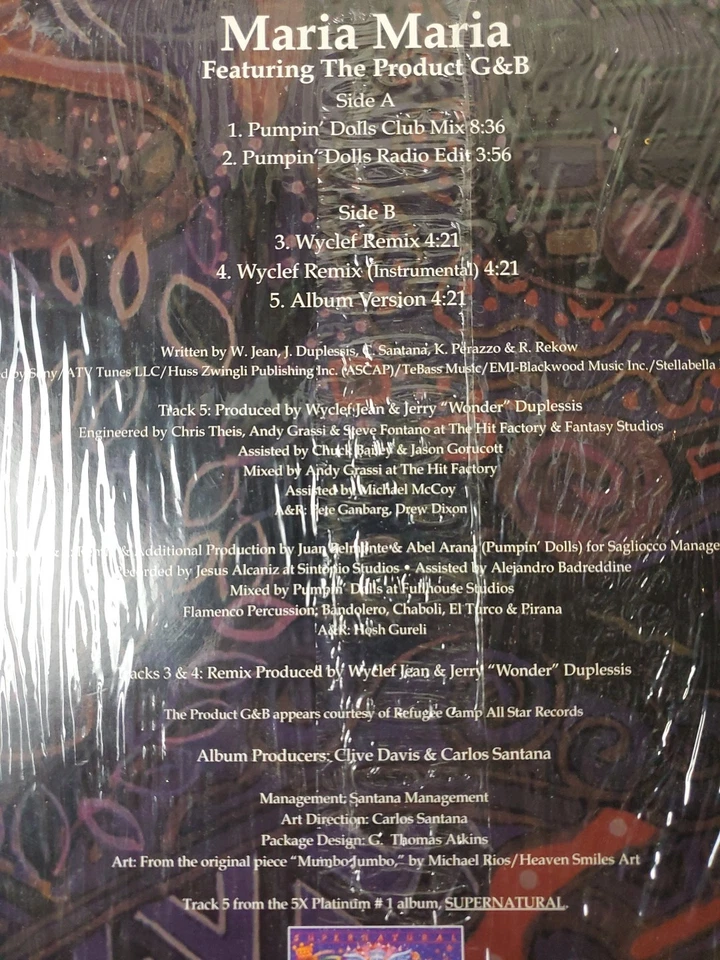 Maria Maria
Featuring The Product G&B
Side A
1. Pumpin' Dolls Club Mix 8:36
2. Pumpin' Dolls Radio Edit 3:56
Side B
3. Wyclef Remix 4:21
4. Wyclef Remix (Instrumental) 4:21
5. Album Version 4:21
Written by W. Jean, J. Duplessis, C. Santana, K. Perazzo & R. Rekow
by Sony/ATV Tunes LLC/Huss Zwingli Publishing Inc. (ASCAP)/TeBass Music/EMI-Blackwood Music Inc./Stellabella
Track 5: Produced by Wyclef Jean & Jerry "Wonder" Duplessis
Engineered by Chris Theis, Andy Grassi & Steve Fontano at The Hit Factory & Fantasy Studios
Assisted by Chuck Bailey & Jason Gorucott
Mixed by Andy Grassi at The Hit Factory
Assisted by Michael McCoy
A&R: Pete Ganbarg, Drew Dixon
& Additional Production by Juan Belmonte & Abel Arana (Pumpin' Dolls) for Sagliocco Manage
Recorded by Jesus Alcaniz at Sintonio Studios • Assisted by Alejandro Badreddine
Mixed by Pumpin' Dolls at Fullhouse Studios
Flamenco Percussion: Bandolero, Chaboli, El Turco & Pirana
A&R: Hosh Gureli
Tracks 3 & 4: Remix Produced by Wyclef Jean & Jerry "Wonder" Duplessis
The Product G&B appears courtesy of Refugee Camp All Star Records
Album Producers: Clive Davis & Carlos Santana
Management: Santana Management
Art Direction: Carlos Santana
Package Design: G. Thomas Atkins
Art: From the original piece "Mumbo Jumbo," by Michael Rios/Heaven Smiles Art
Track 5 from the 5X Platinum #1 album, SUPERNATURAL.
SUPERNATURAL